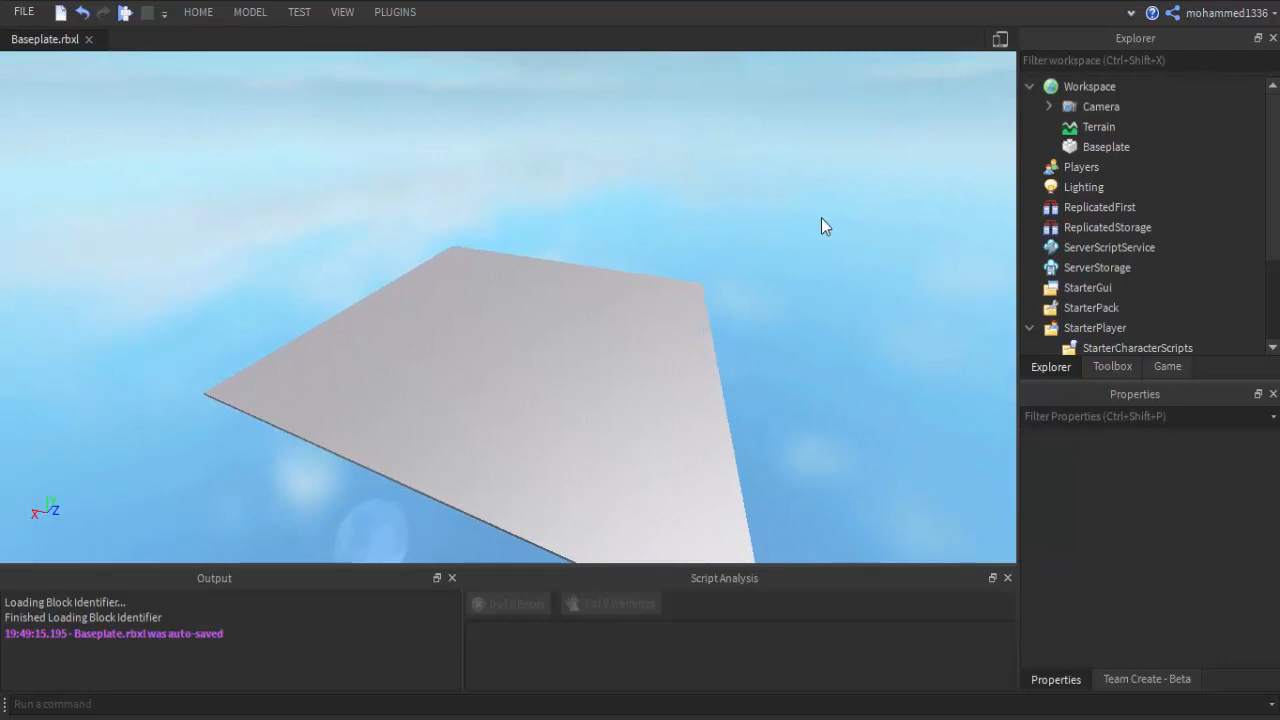 FILE HOME MODEL TEST VIEW PLUGINS mohammed1336
Baseplate.rbxl
Explorer
Filter workspace (Ctrl+Shift+X)
Workspace
Camera
Terrain
Baseplate
Players
Lighting
ReplicatedFirst
ReplicatedStorage
ServerScriptService
ServerStorage
StarterGui
StarterPack
StarterPlayer
StarterCharacterScripts
Explorer Toolbox Game
Properties
Filter Properties (Ctrl+Shift+P)
Y
X Z
Output
Loading Block Identifier...
Finished Loading Block Identifier
19:49:15.195 - Baseplate.rbxl was auto-saved
Script Analysis
Properties Team Create - Beta
Run a command